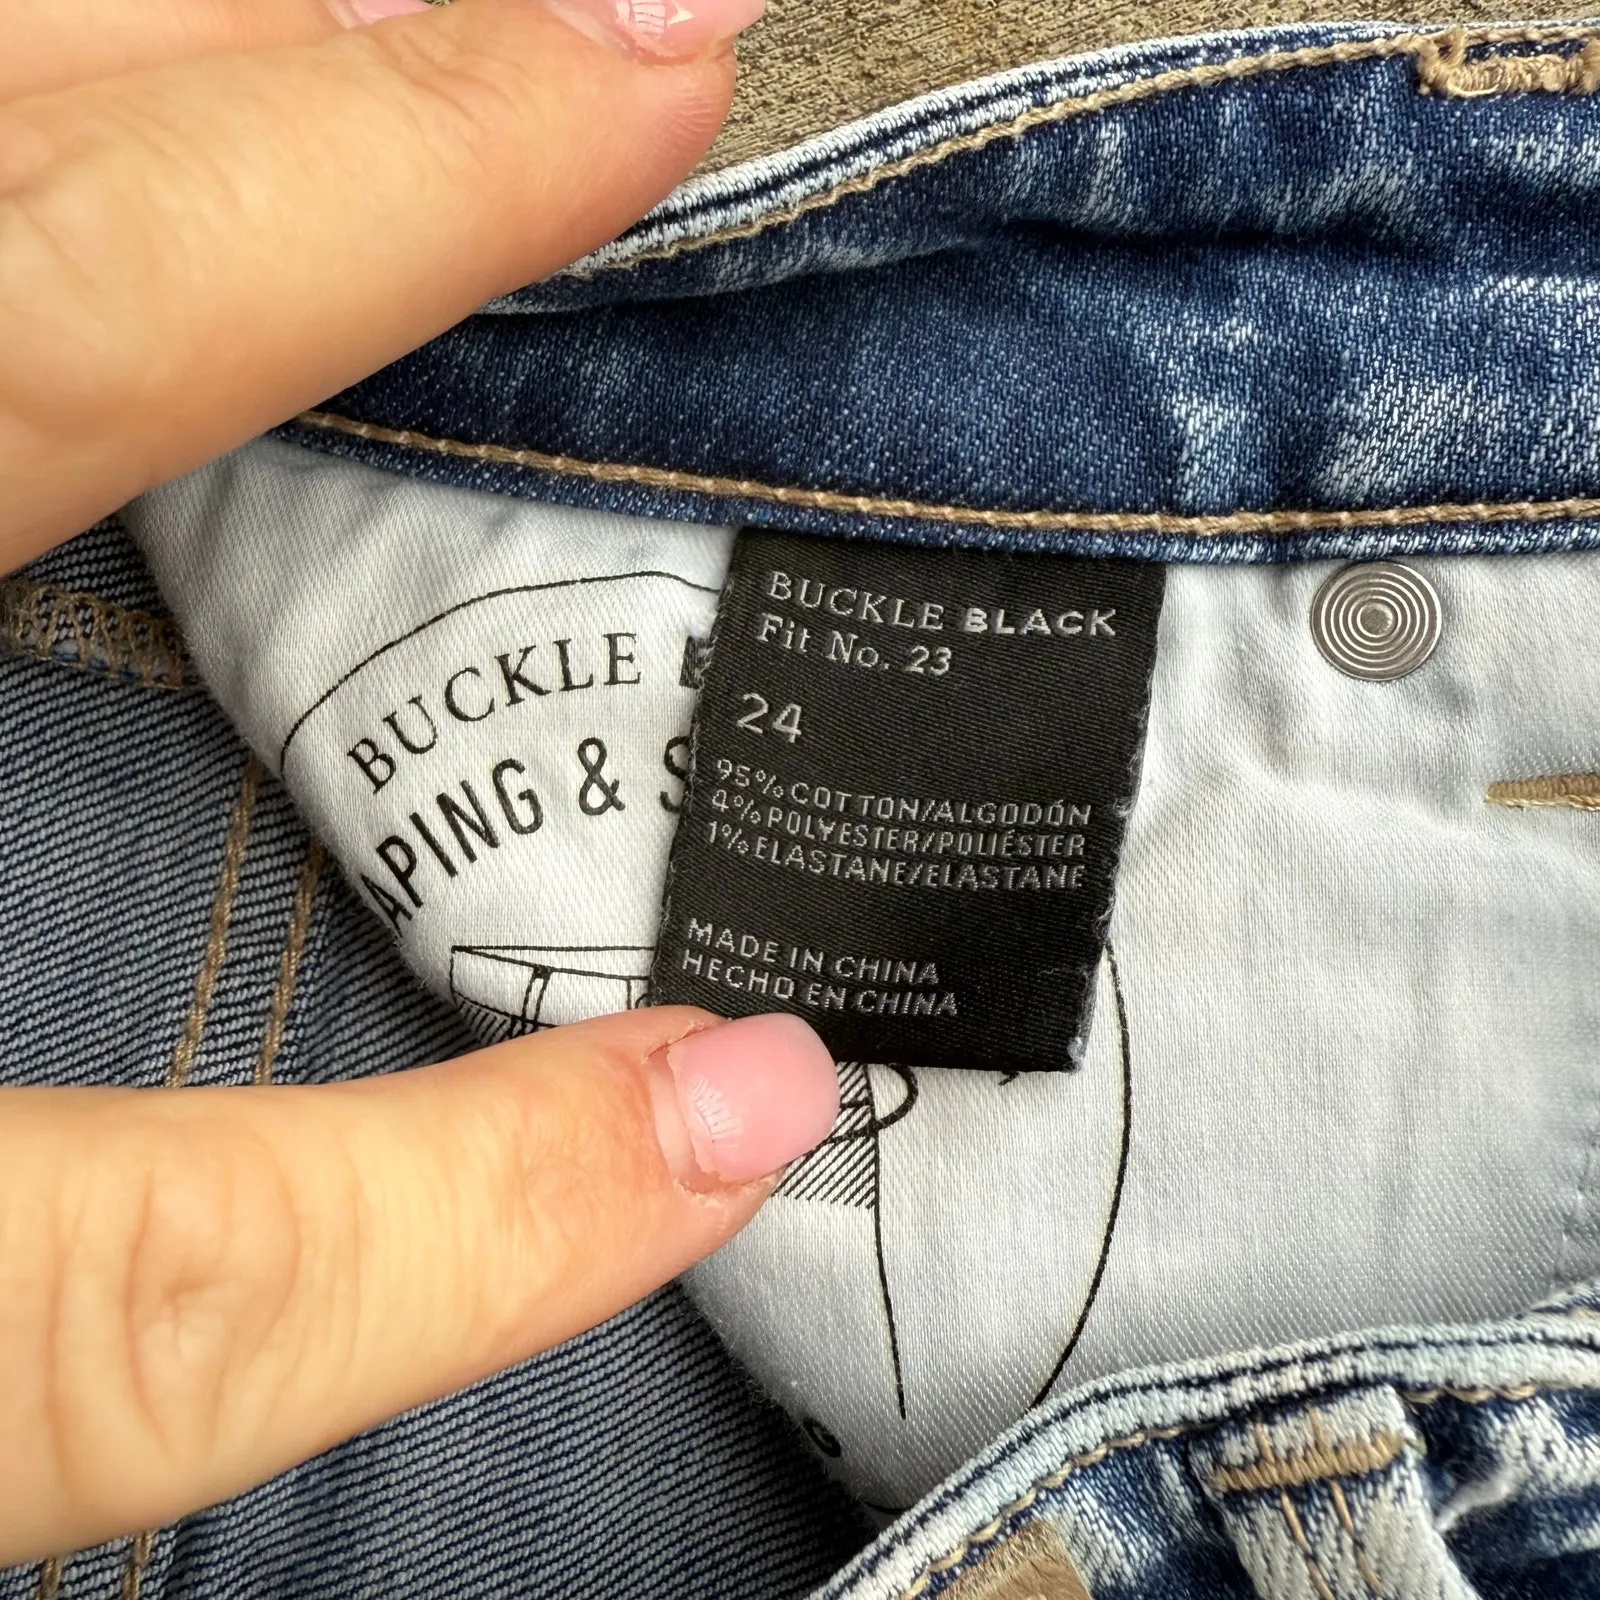 BUCKLE BLACK
Fit No. 23
24
95% COTTON/ALGODÓN
4% POLYESTER/POLIÉSTER
1% ELASTANE/ELASTANE
MADE IN CHINA
HECHO EN CHINA
BUCKLE
APING & S
G